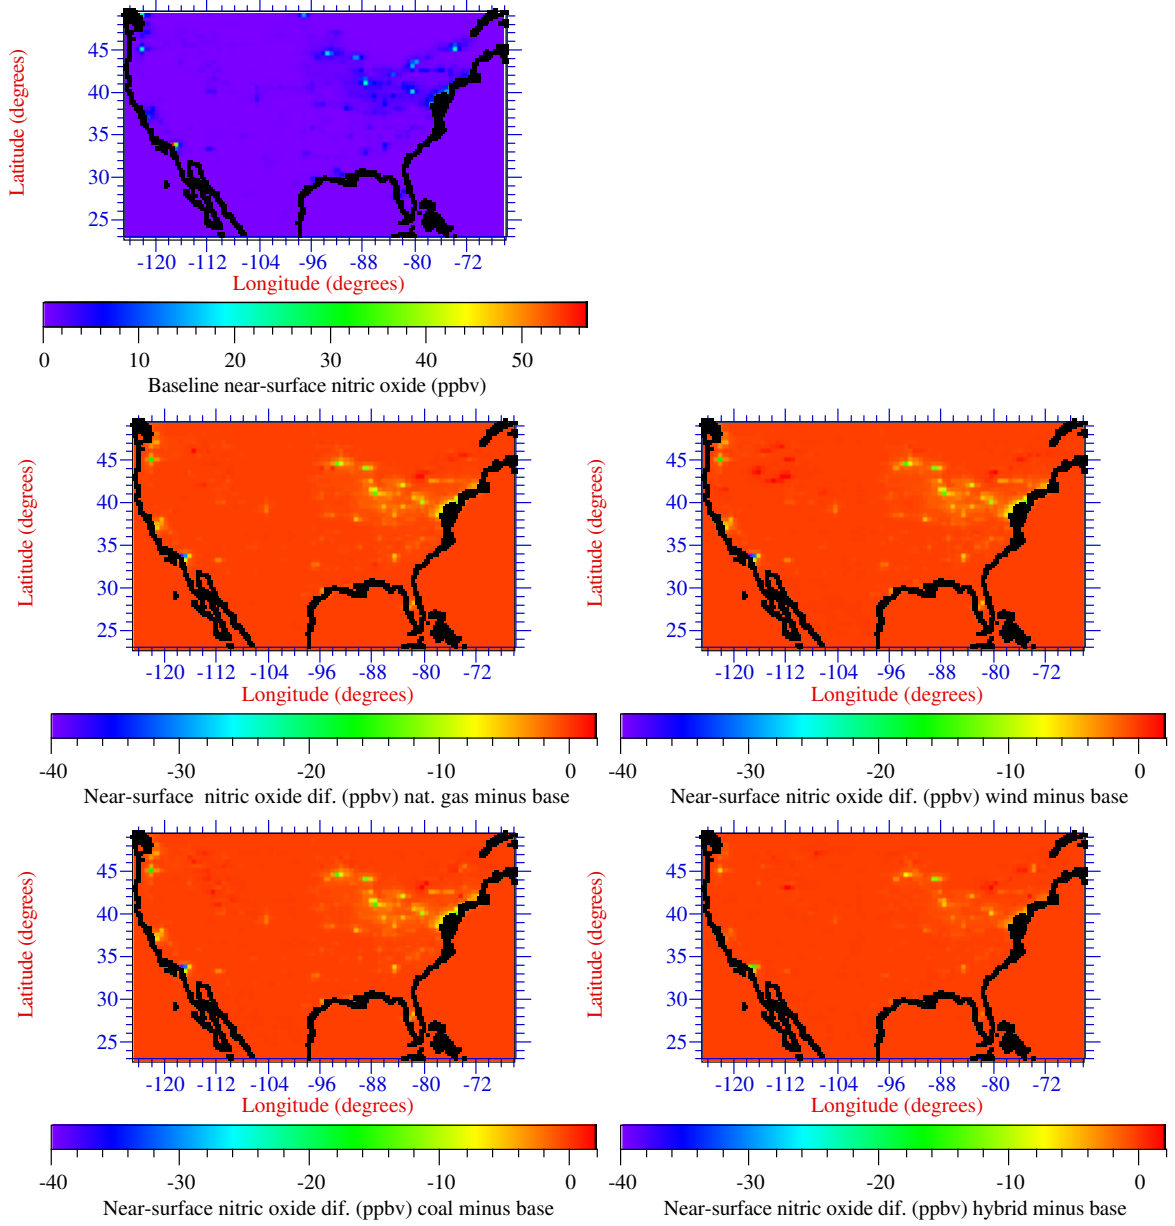 Latitude (degrees)
45
40
35
30
25
-120 -112 -104 -96 -88 -80 -72
Longitude (degrees)
0 10 20 30 40 50
Baseline near-surface nitric oxide (ppbv)
Latitude (degrees)
45
40
35
30
25
-120 -112 -104 -96 -88 -80 -72
Longitude (degrees)
-40 -30 -20 -10 0
Near-surface nitric oxide dif. (ppbv) nat. gas minus base
Latitude (degrees)
45
40
35
30
25
-120 -112 -104 -96 -88 -80 -72
Longitude (degrees)
-40 -30 -20 -10 0
Near-surface nitric oxide dif. (ppbv) wind minus base
Latitude (degrees)
45
40
35
30
25
-120 -112 -104 -96 -88 -80 -72
Longitude (degrees)
-40 -30 -20 -10 0
Near-surface nitric oxide dif. (ppbv) coal minus base
Latitude (degrees)
45
40
35
30
25
-120 -112 -104 -96 -88 -80 -72
Longitude (degrees)
-40 -30 -20 -10 0
Near-surface nitric oxide dif. (ppbv) hybrid minus base